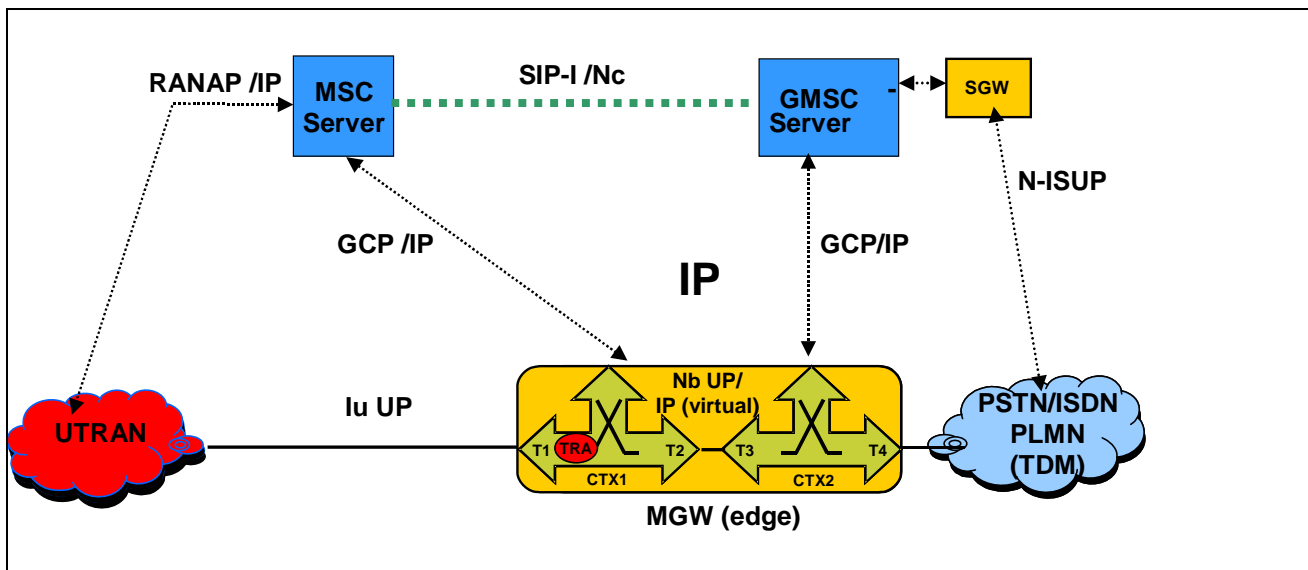 RANAP /IP
MSC
Server
SIP-I /Nc
GMSC
Server
-
SGW
N-ISUP
GCP /IP
GCP/IP
IP
UTRAN
Iu UP
Nb UP/
IP (virtual)
T1
TRA
T2
T3
T4
CTX1
CTX2
MGW (edge)
PSTN/ISDN
PLMN
(TDM)